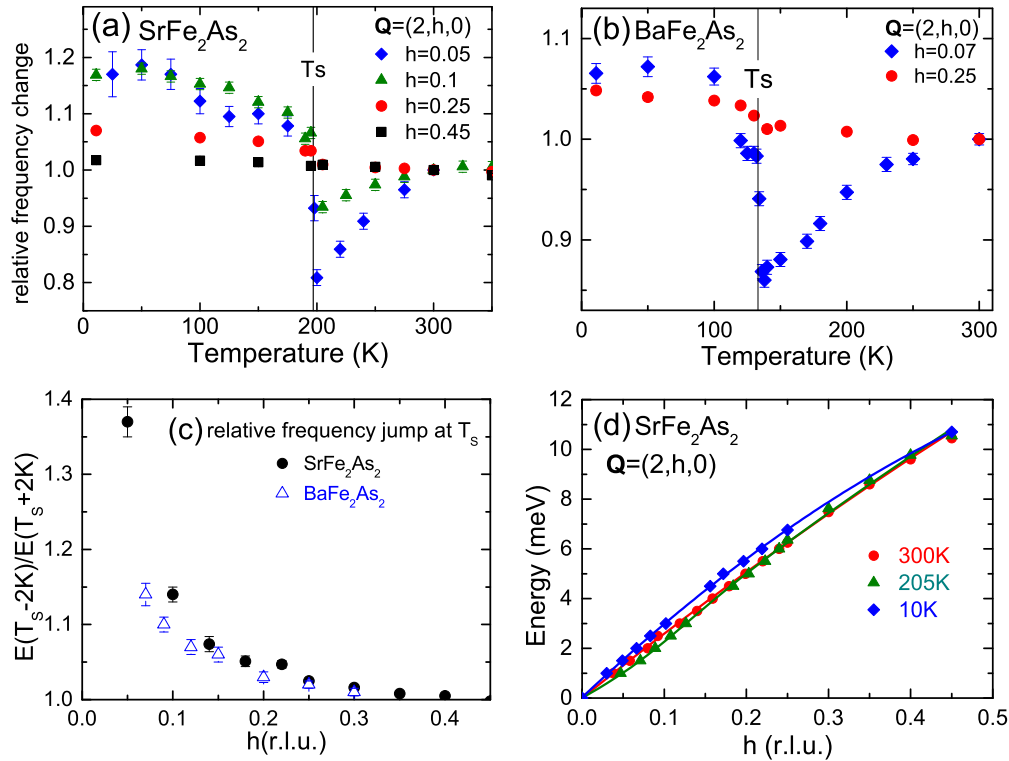 (a) SrFe₂As₂
Q=(2,h,0)
h=0.05
h=0.1
h=0.25
h=0.45
Ts
1.2
1.1
1.0
0.9
0.8
relative frequency change
0 100 200 300
Temperature (K)
(b) BaFe₂As₂
Q=(2,h,0)
h=0.07
h=0.25
Ts
1.1
1.0
0.9
0 100 200 300
Temperature (K)
(c) relative frequency jump at T_S
SrFe₂As₂
BaFe₂As₂
1.4
1.3
1.2
1.1
1.0
E(T_S-2K)/E(T_S+2K)
0.0 0.1 0.2 0.3 0.4
h(r.l.u.)
(d) SrFe₂As₂
Q=(2,h,0)
300K
205K
10K
12
10
8
6
4
2
0
Energy (meV)
0.0 0.1 0.2 0.3 0.4 0.5
h (r.l.u.)